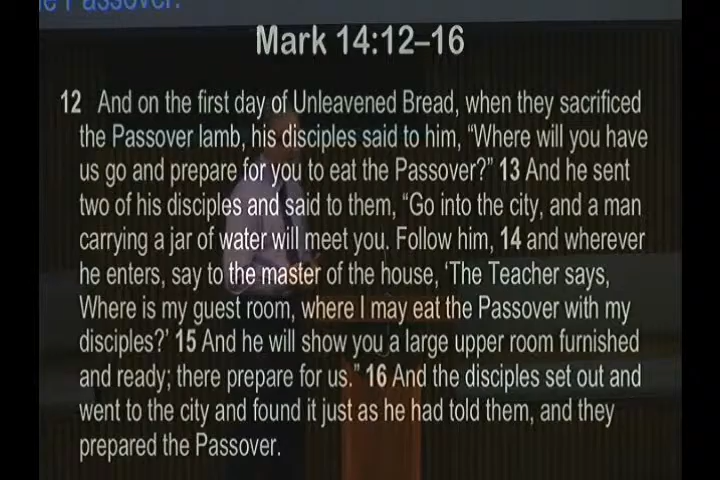 the Passover.
Mark 14:12–16
12 And on the first day of Unleavened Bread, when they sacrificed
the Passover lamb, his disciples said to him, “Where will you have
us go and prepare for you to eat the Passover?” 13 And he sent
two of his disciples and said to them, “Go into the city, and a man
carrying a jar of water will meet you. Follow him, 14 and wherever
he enters, say to the master of the house, ‘The Teacher says,
Where is my guest room, where I may eat the Passover with my
disciples?’ 15 And he will show you a large upper room furnished
and ready; there prepare for us.” 16 And the disciples set out and
went to the city and found it just as he had told them, and they
prepared the Passover.